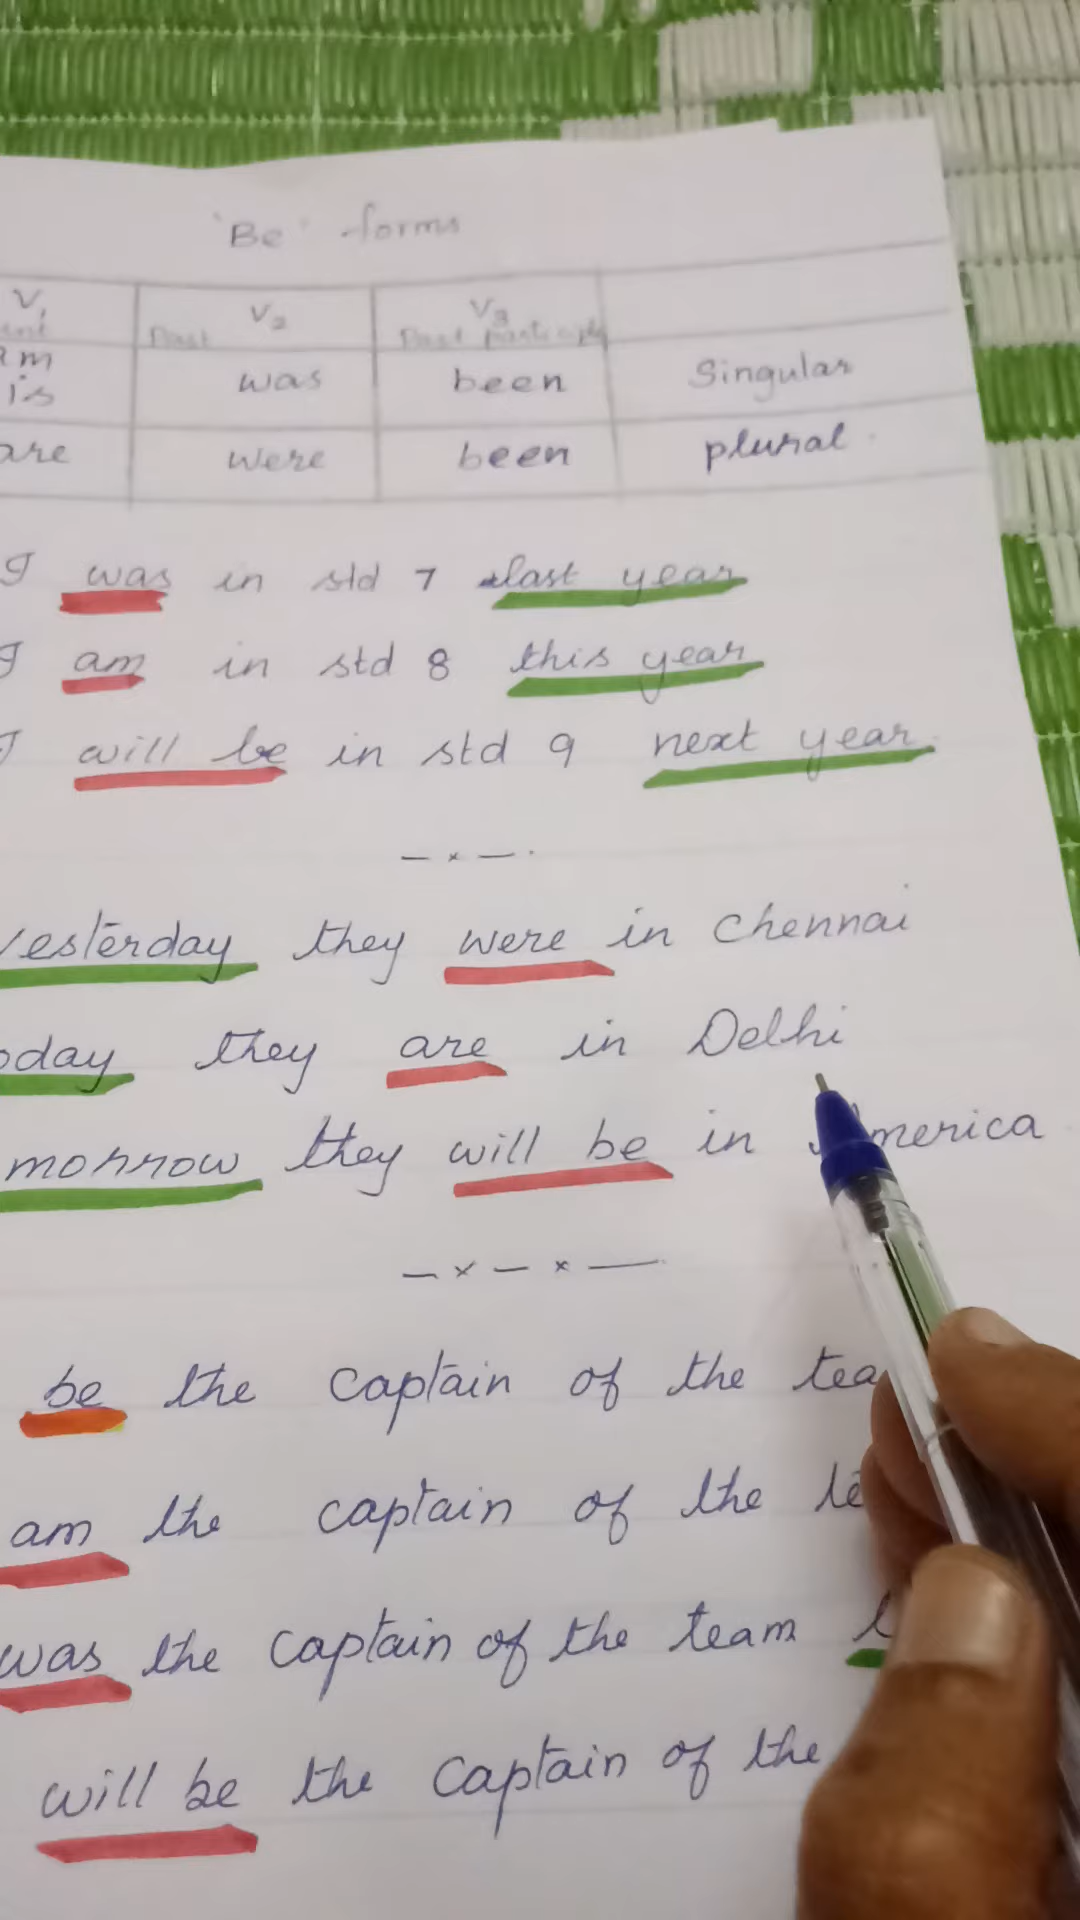 'Be' forms
V1 V2 V3
Past Past participle
am
is was been Singular
are were been plural
I was in std 7 last year
I am in std 8 this year
I will be in std 9 next year.
yesterday they were in Chennai
oday they are in Delhi
morrow they will be in America
be the captain of the tea
am the captain of the te
was the captain of the team l
will be the captain of the